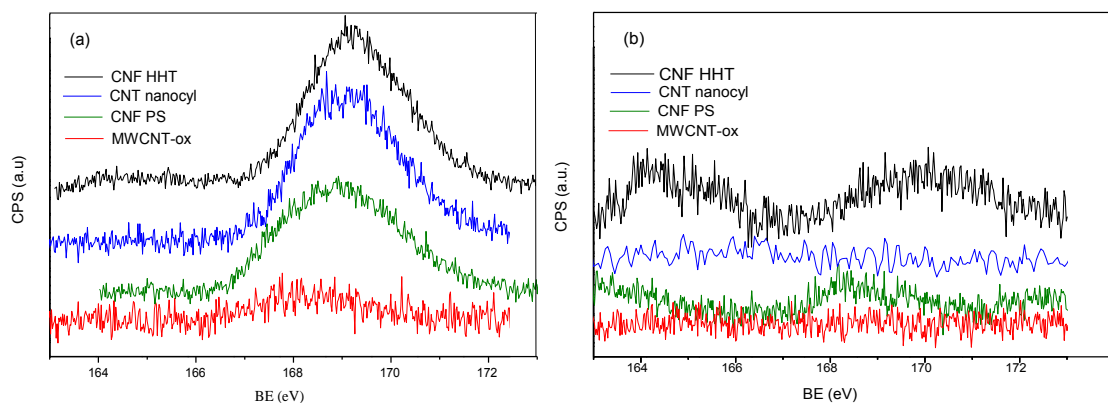 (a)
CNF HHT
CNT nanocyl
CNF PS
MWCNT-ox
CPS (a.u)
164 166 168 170 172
BE (eV)
(b)
CNF HHT
CNT nanocyl
CNF PS
MWCNT-ox
CPS (a.u.)
164 166 168 170 172
BE (eV)